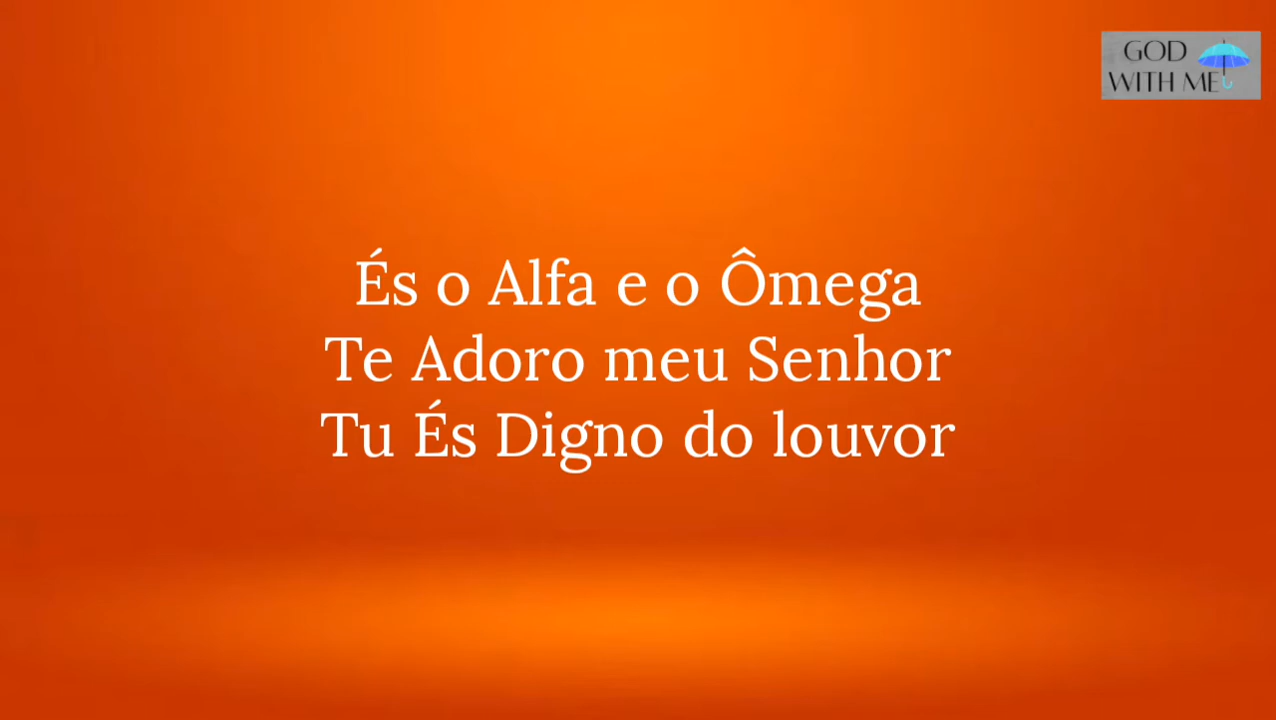 GOD
WITH ME
És o Alfa e o Ômega
Te Adoro meu Senhor
Tu És Digno do louvor